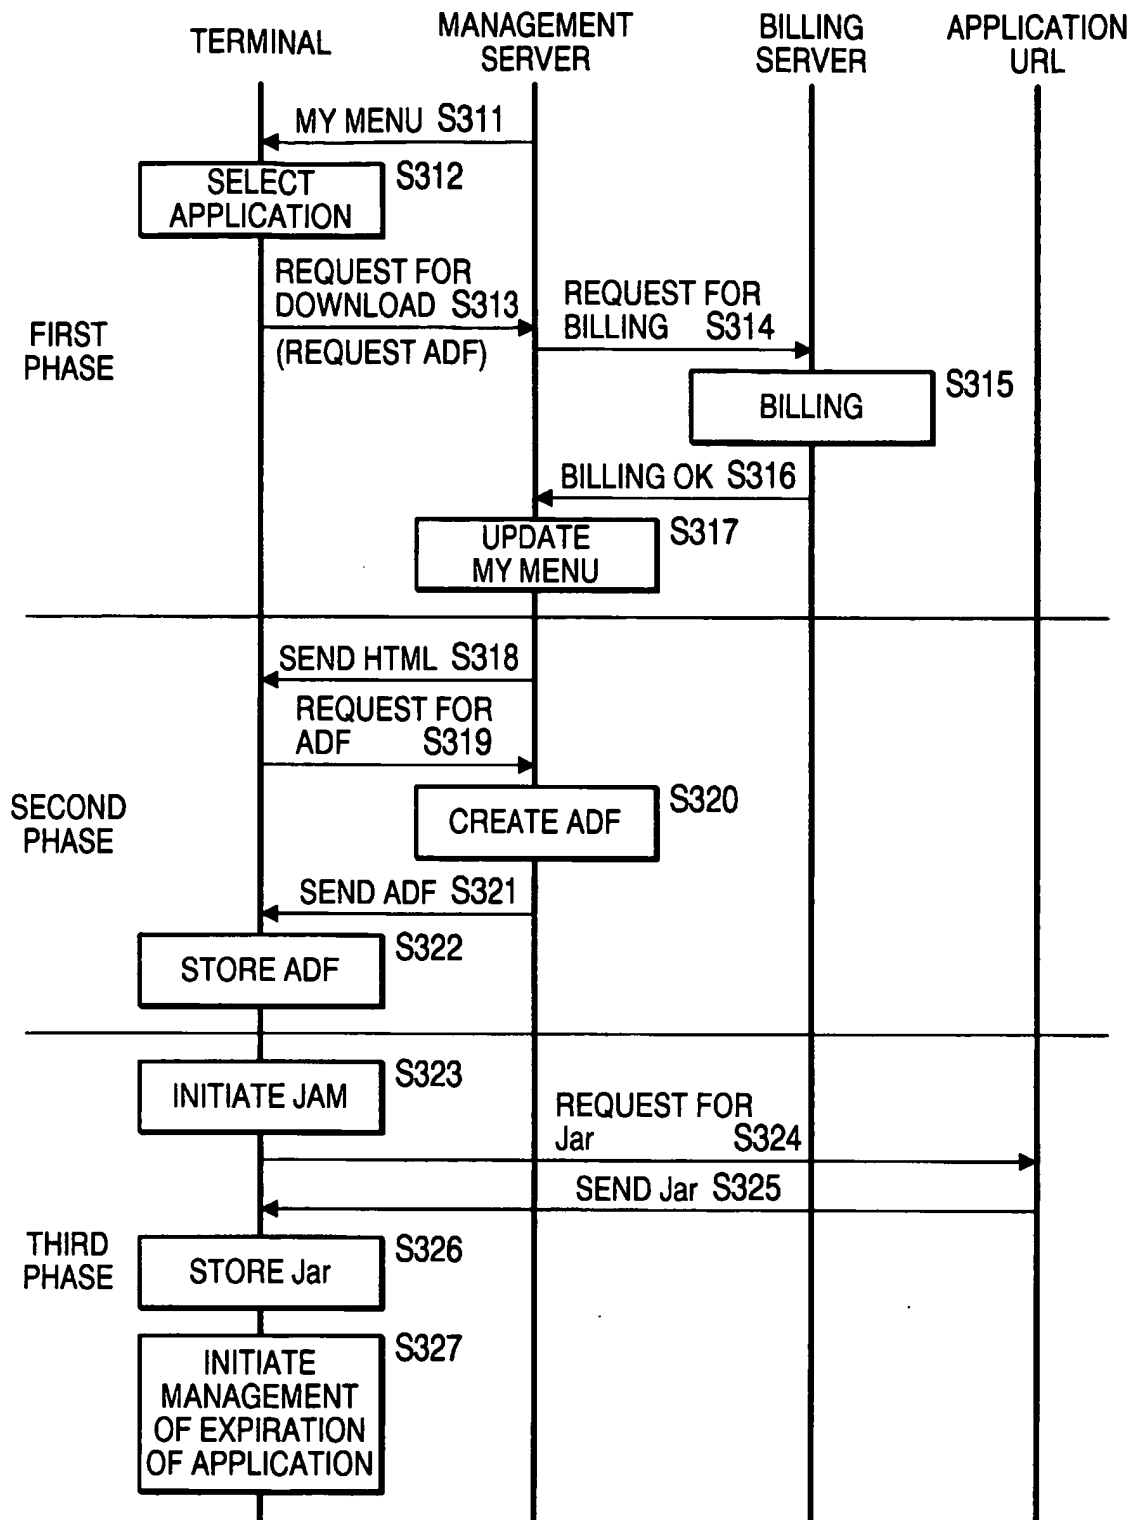 TERMINAL
MANAGEMENT
SERVER
BILLING
SERVER
APPLICATION
URL
MY MENU S311
SELECT
APPLICATION
S312
REQUEST FOR
DOWNLOAD S313
(REQUEST ADF)
REQUEST FOR
BILLING S314
FIRST
PHASE
BILLING
S315
BILLING OK S316
UPDATE
MY MENU
S317
SEND HTML S318
REQUEST FOR
ADF S319
SECOND
PHASE
CREATE ADF
S320
SEND ADF S321
STORE ADF
S322
INITIATE JAM
S323
REQUEST FOR
Jar S324
SEND Jar S325
THIRD
PHASE
STORE Jar
S326
INITIATE
MANAGEMENT
OF EXPIRATION
OF APPLICATION
S327